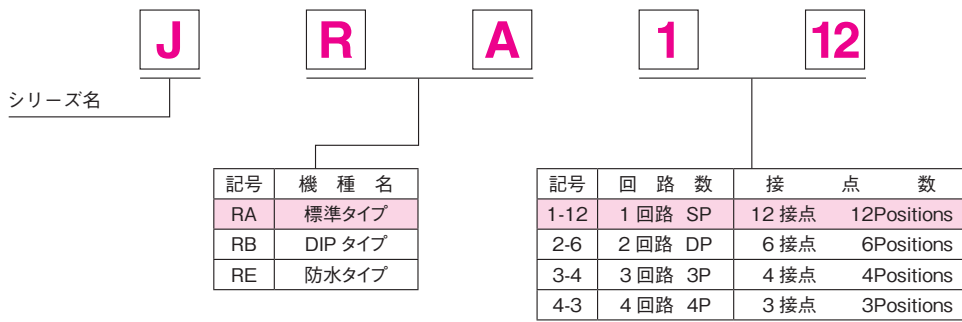 J R A 1 12
シリーズ名
記号 機種名
RA 標準タイプ
RB DIP タイプ
RE 防水タイプ
記号 回路数 接点数
1-12 1 回路 SP 12 接点 12Positions
2-6 2 回路 DP 6 接点 6Positions
3-4 3 回路 3P 4 接点 4Positions
4-3 4 回路 4P 3 接点 3Positions